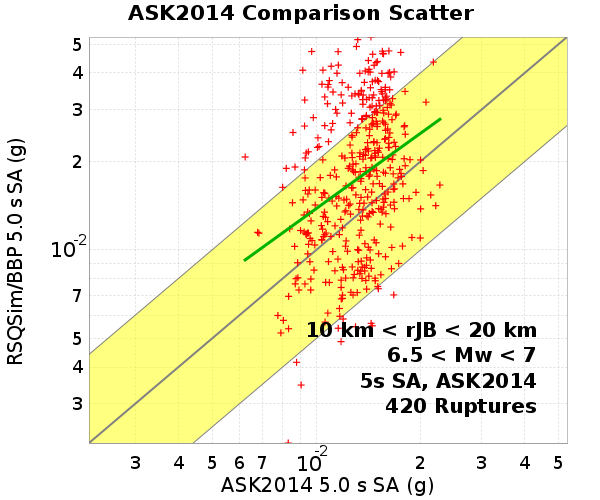 ASK2014 Comparison Scatter
5
4
3
2
10-2
7
5
4
3
RSQSim/BBP 5.0 s SA (g)
10 km < rJB < 20 km
6.5 < Mw < 7
5s SA, ASK2014
420 Ruptures
3 4 5 6 7 10-2 2 3 4 5
ASK2014 5.0 s SA (g)